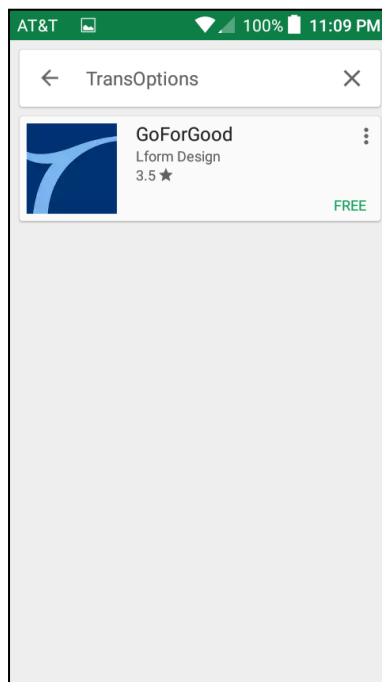 AT&T 100% 11:09 PM
TransOptions
GoForGood
Lform Design
3.5
FREE